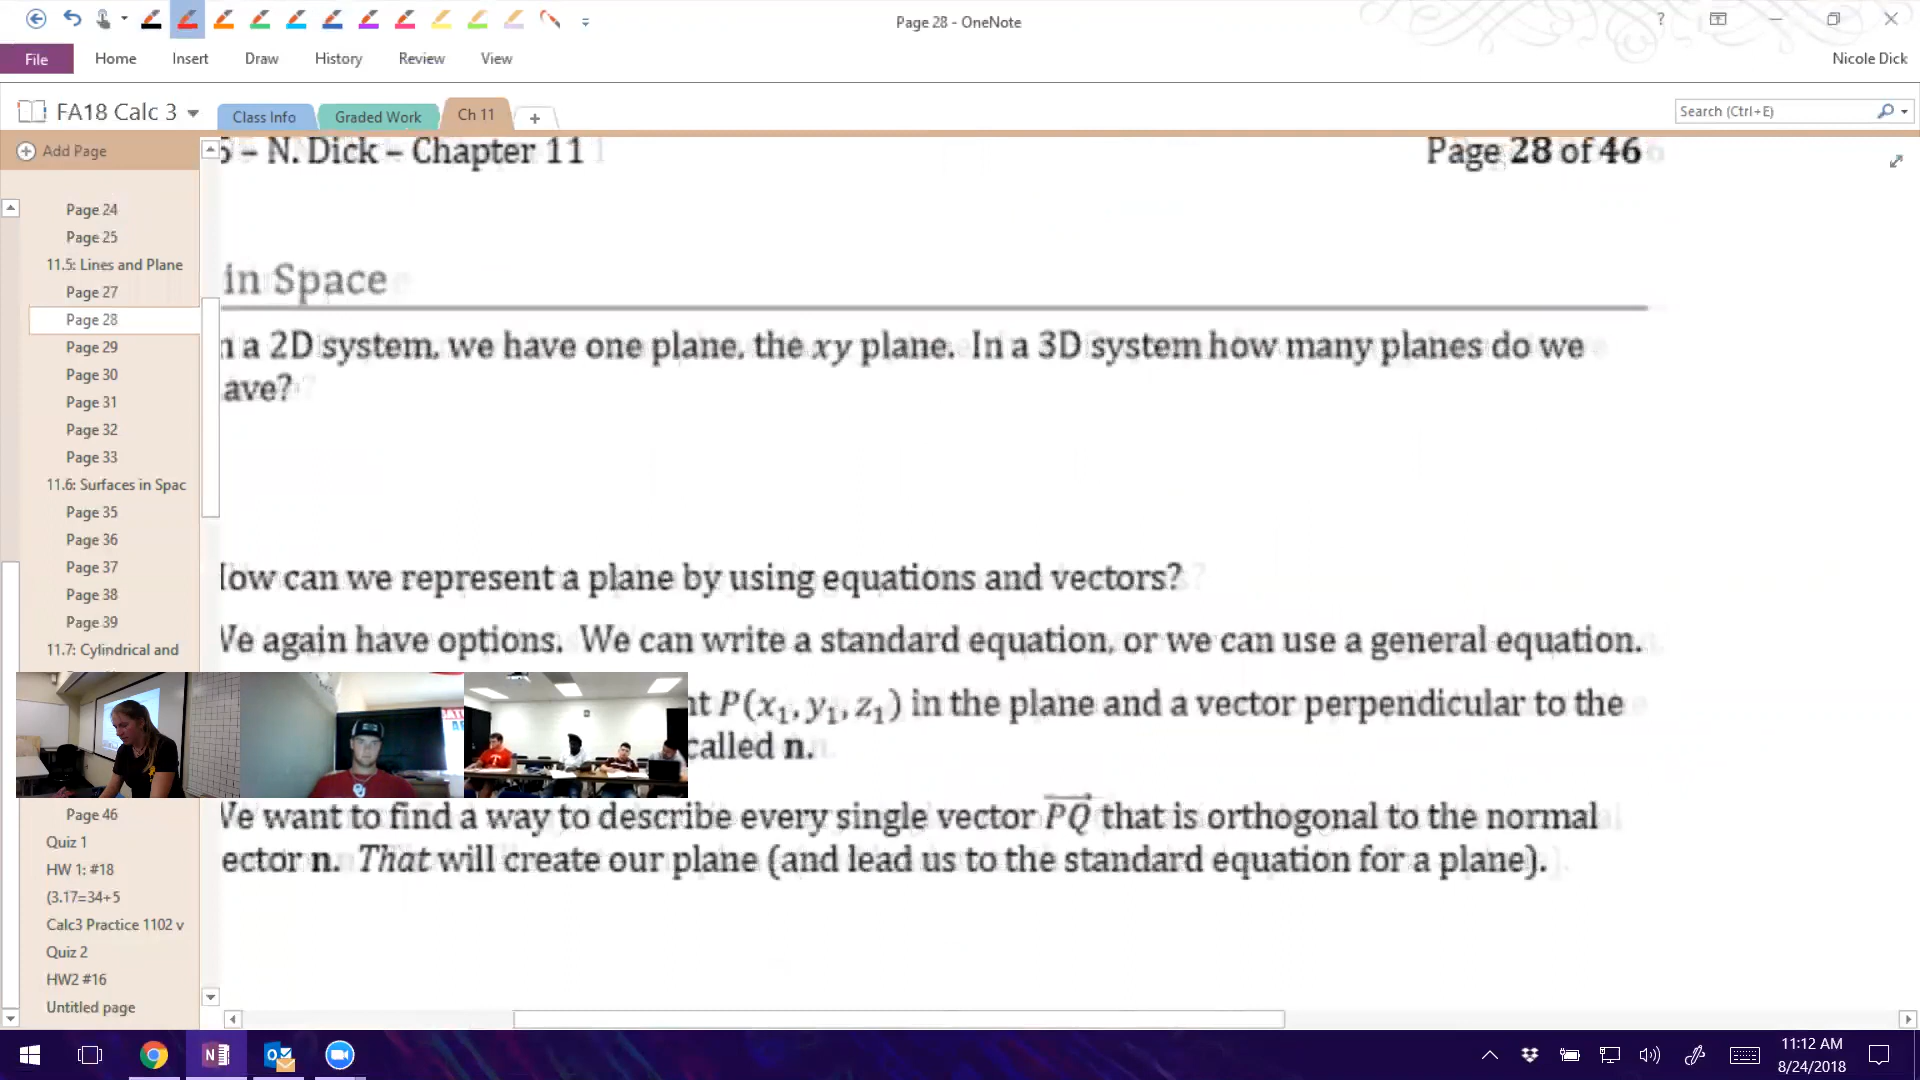 Page 28 - OneNote
?
File
Home
Insert
Draw
History
Review
View
Nicole Dick
FA18 Calc 3
Class Info
Graded Work
Ch 11
+
Search (Ctrl+E)
Add Page
– N. Dick – Chapter 11
Page 28 of 46
Page 24
Page 25
11.5: Lines and Plane
Page 27
Page 28
Page 29
Page 30
Page 31
Page 32
Page 33
11.6: Surfaces in Spac
Page 35
Page 36
Page 37
Page 38
Page 39
11.7: Cylindrical and
Page 46
Quiz 1
HW 1: #18
(3.17=34+5
Calc3 Practice 1102 v
Quiz 2
HW2 #16
Untitled page
in Space
n a 2D system, we have one plane, the xy plane. In a 3D system how many planes do we
ave?
ow can we represent a plane by using equations and vectors?
We again have options. We can write a standard equation, or we can use a general equation.
nt P(x₁, y₁, z₁) in the plane and a vector perpendicular to the
called n.
We want to find a way to describe every single vector PQ⃗ that is orthogonal to the normal
ector n. That will create our plane (and lead us to the standard equation for a plane).
11:12 AM
8/24/2018